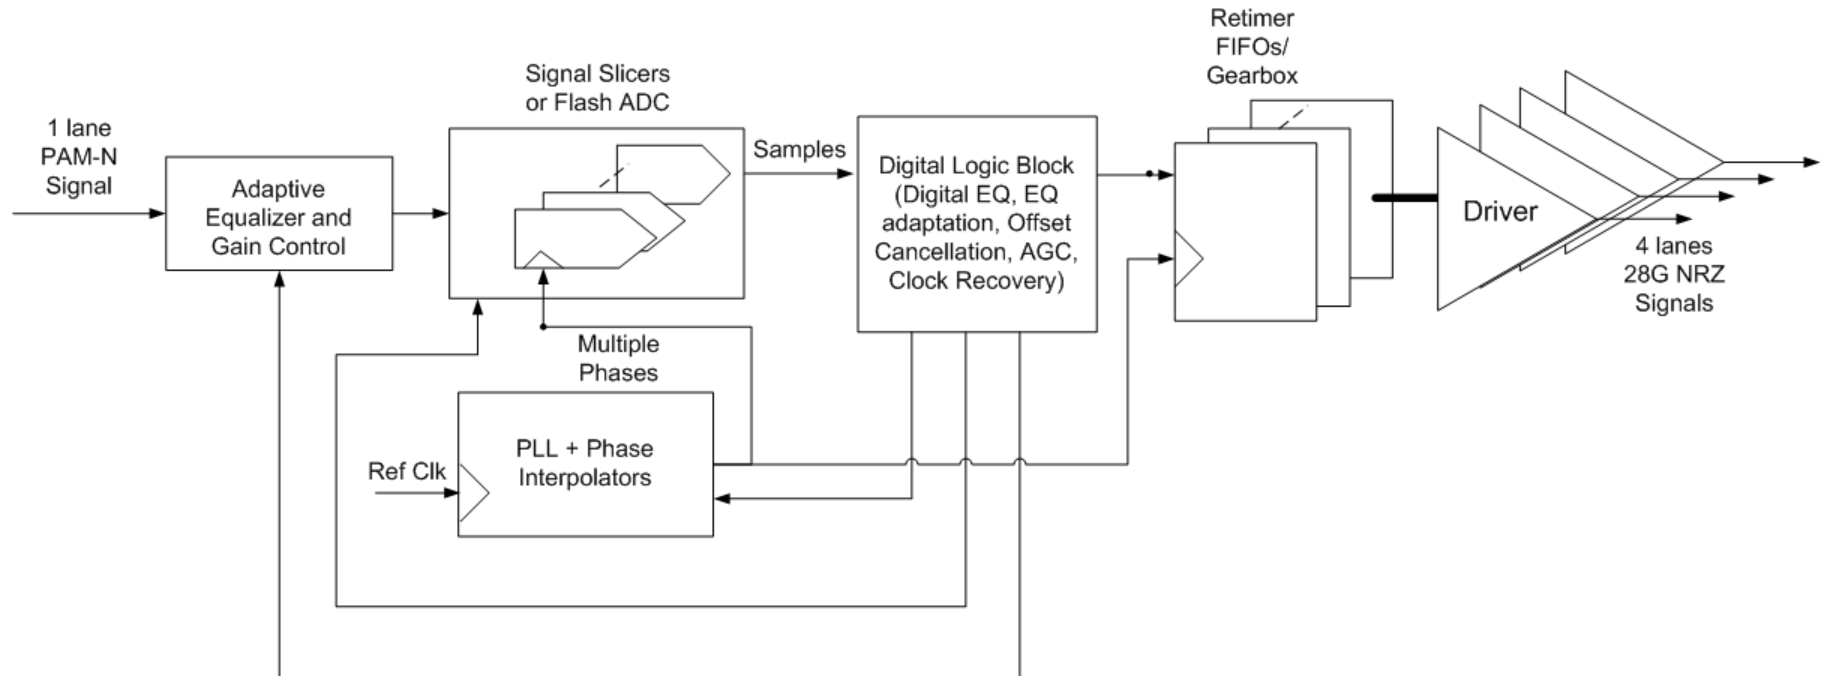 Retimer
FIFOs/
Gearbox
Signal Slicers
or Flash ADC
1 lane
PAM-N
Signal
Adaptive
Equalizer and
Gain Control
Samples
Digital Logic Block
(Digital EQ, EQ
adaptation, Offset
Cancellation, AGC,
Clock Recovery)
Driver
4 lanes
28G NRZ
Signals
Multiple
Phases
Ref Clk
PLL + Phase
Interpolators